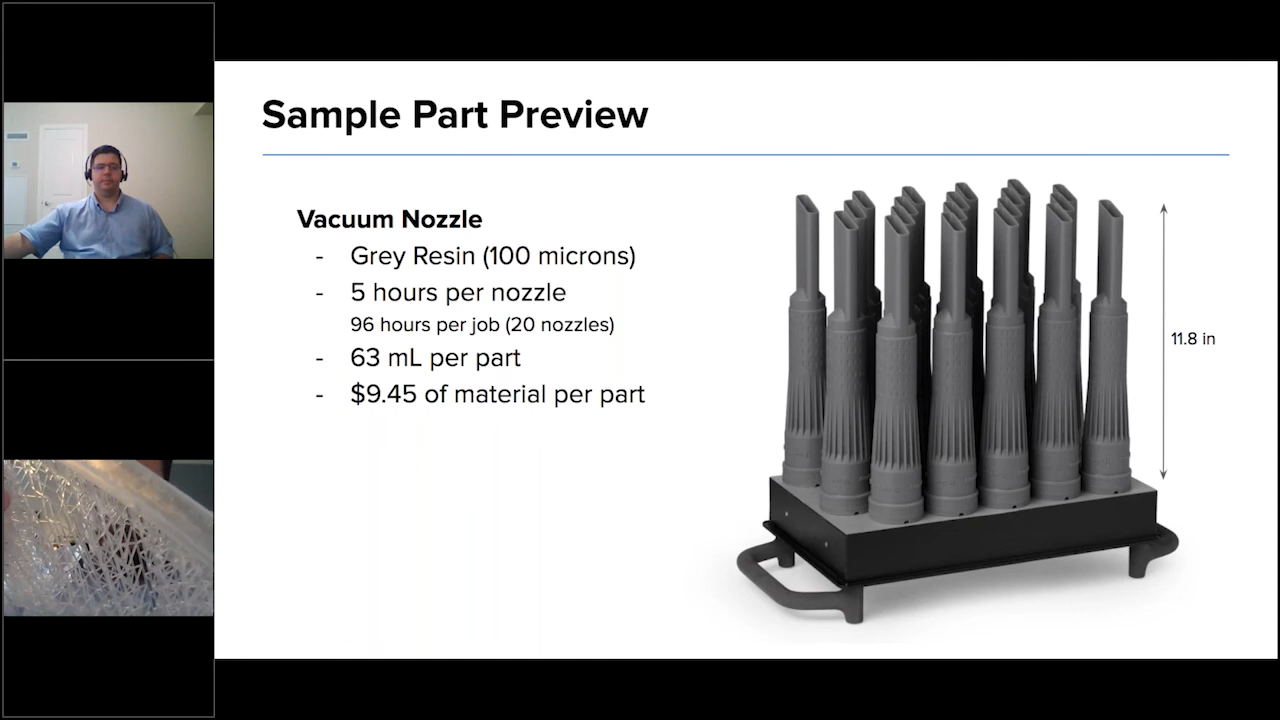 Sample Part Preview
Vacuum Nozzle
- Grey Resin (100 microns)
- 5 hours per nozzle
96 hours per job (20 nozzles)
- 63 mL per part
- $9.45 of material per part
11.8 in